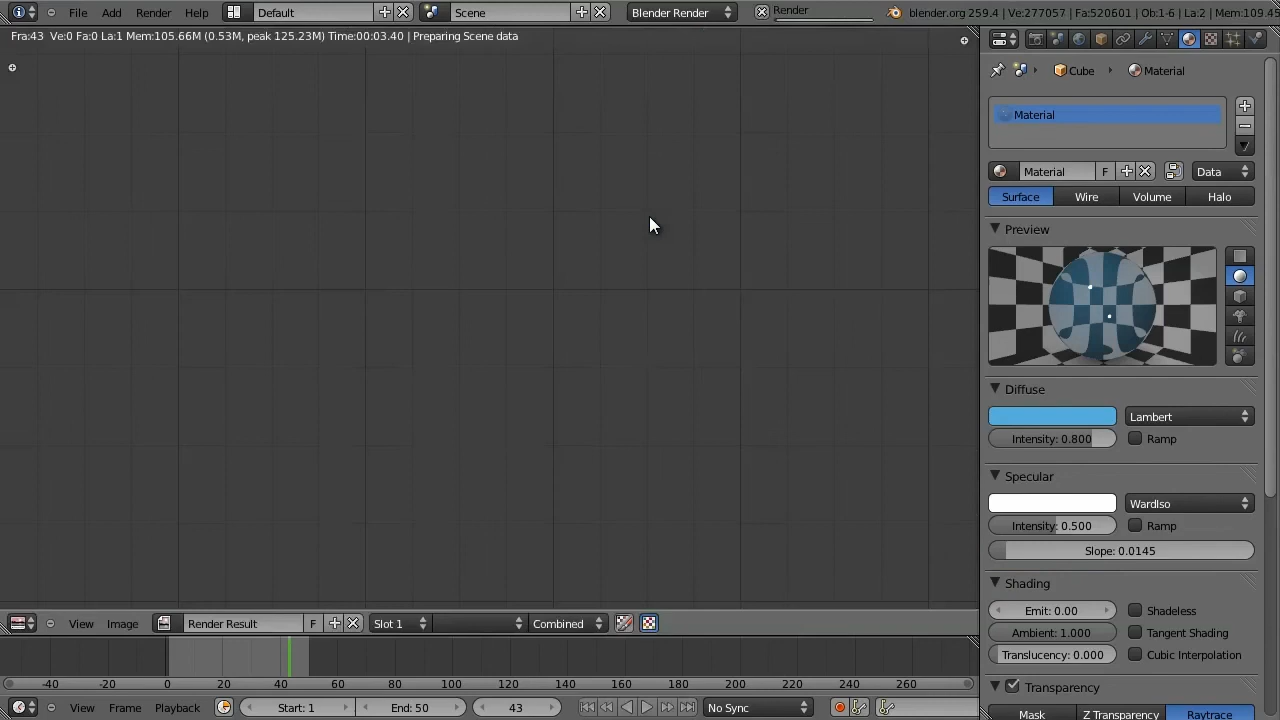 File Add Render Help Default Scene Blender Render Render blender.org 259.4 | Ve:277057 | Fa:520601 | Ob:1-6 | La:2 | Mem:109.4
Fra:43 Ve:0 Fa:0 La:1 Mem:105.66M (0.53M, peak 125.23M) Time:00:03.40 | Preparing Scene data
Cube Material
Material
Material F Data
Surface Wire Volume Halo
Preview
Diffuse
Lambert
Intensity: 0.800 Ramp
Specular
WardIso
Intensity: 0.500 Ramp
Slope: 0.0145
Shading
Emit: 0.00 Shadeless
Ambient: 1.000 Tangent Shading
Translucency: 0.000 Cubic Interpolation
Transparency
Mask Z Transparency Raytrace
View Image Render Result F Slot 1 Combined
-40 -20 0 20 40 60 80 100 120 140 160 180 200 220 240 260
View Frame Playback Start: 1 End: 50 43 No Sync